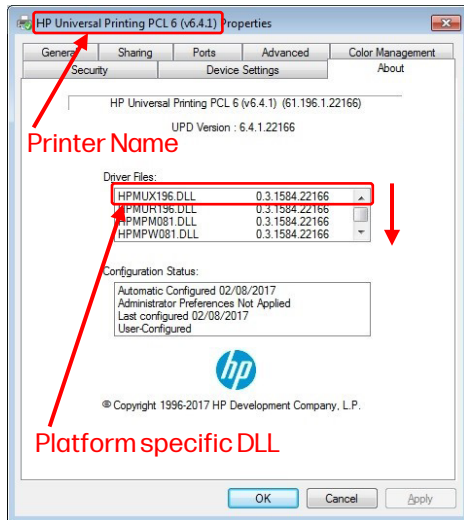 HP Universal Printing PCL 6 (v6.4.1) Properties
General Sharing Ports Advanced Color Management
Security Device Settings About
HP Universal Printing PCL 6 (v6.4.1) (61.196.1.22166)
UPD Version : 6.4.1.22166
Printer Name
Driver Files:
HPMUX196.DLL 0.3.1584.22166
HPMUR196.DLL 0.3.1584.22166
HPMPM081.DLL 0.3.1584.22166
HPMPW081.DLL 0.3.1584.22166
Configuration Status:
Automatic Configured 02/08/2017
Administrator Preferences Not Applied
Last configured 02/08/2017
User-Configured
hp
© Copyright 1996-2017 HP Development Company, L.P.
Platform specific DLL
OK Cancel Apply